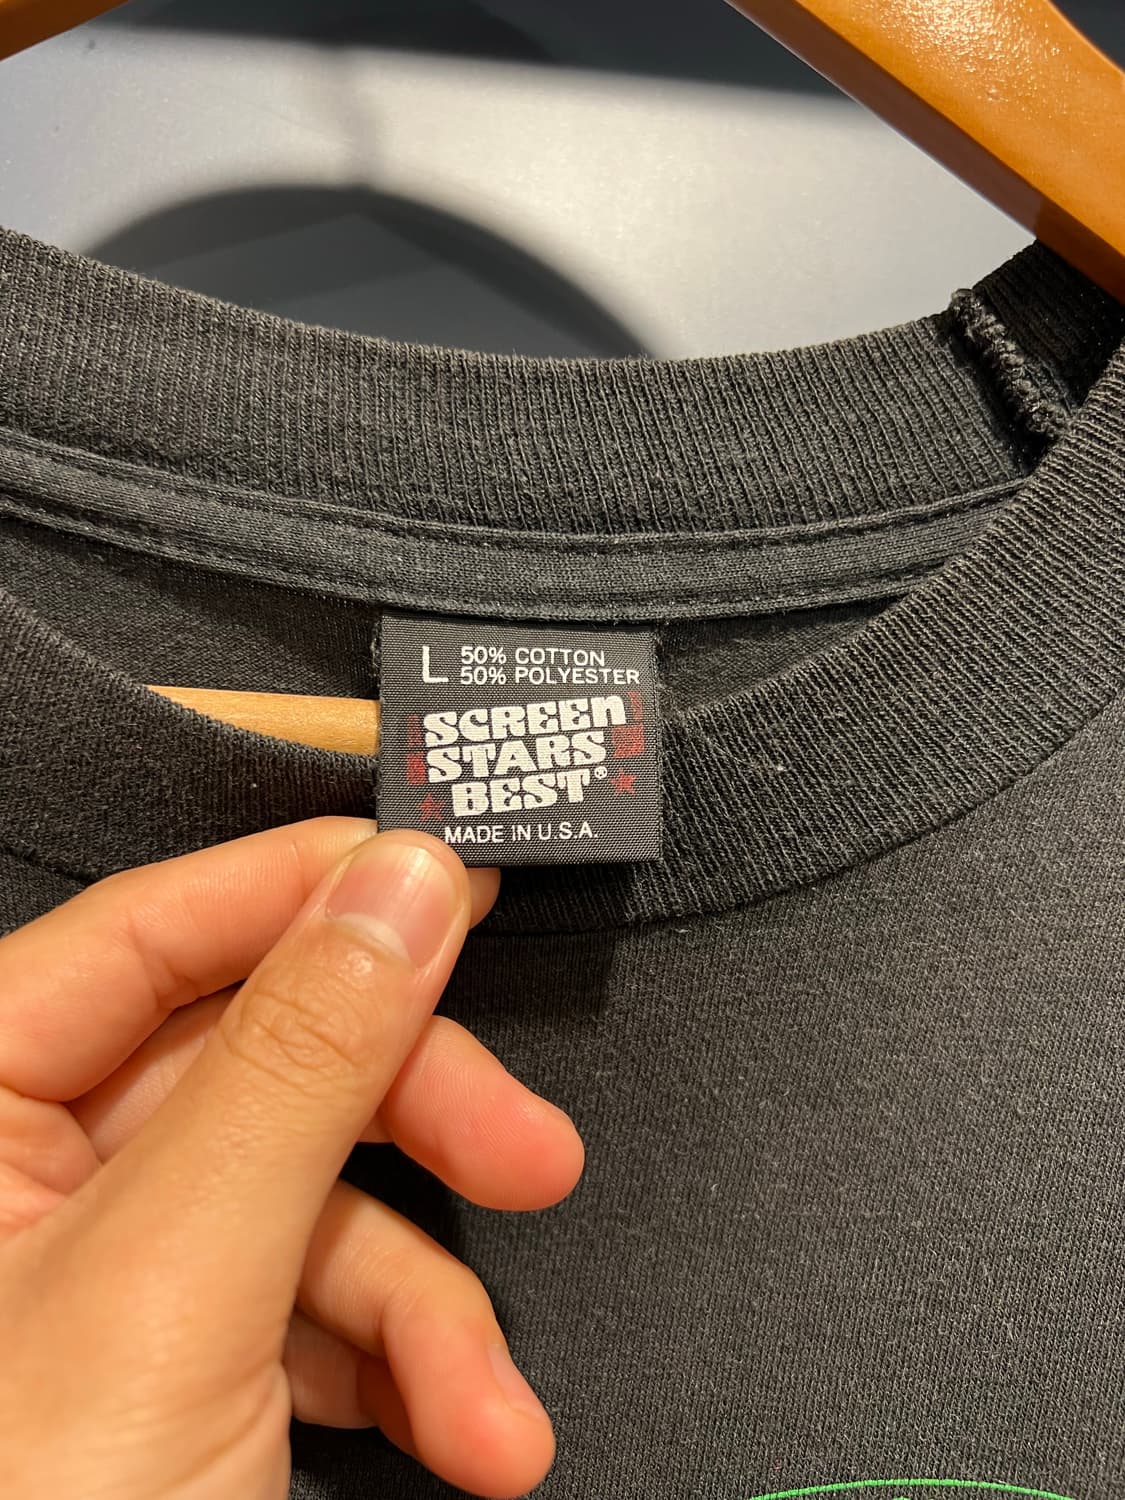 L 50% COTTON
50% POLYESTER
SCREEN
STARS
BEST®
MADE IN U.S.A.